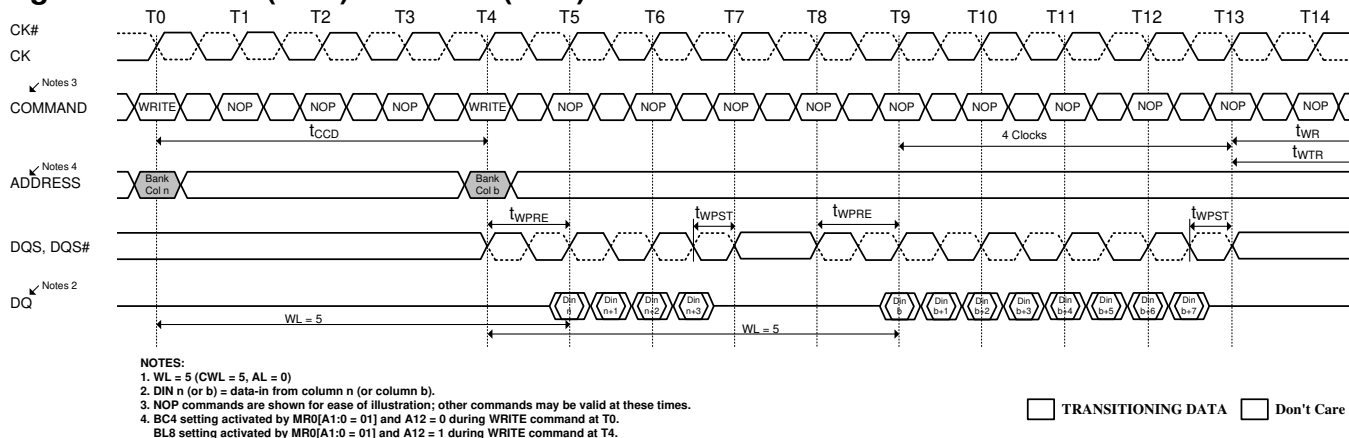 T0 T1 T2 T3 T4 T5 T6 T7 T8 T9 T10 T11 T12 T13 T14
CK#
CK
Notes 3
COMMAND
WRITE NOP NOP NOP WRITE NOP NOP NOP NOP NOP NOP NOP NOP NOP NOP
tCCD
4 Clocks
tWR
tWTR
Notes 4
ADDRESS
Bank Bank
Col n Col b
tWPRE tWPST tWPRE tWPST
DQS, DQS#
Notes 2
DQ
Din Din Din Din Din Din Din Din Din Din Din Din
n n+1 n+2 n+3 b b+1 b+2 b+3 b+4 b+5 b+6 b+7
WL = 5
WL = 5
NOTES:
1. WL = 5 (CWL = 5, AL = 0)
2. DIN n (or b) = data-in from column n (or column b).
3. NOP commands are shown for ease of illustration; other commands may be valid at these times.
4. BC4 setting activated by MR0[A1:0 = 01] and A12 = 0 during WRITE command at T0.
BL8 setting activated by MR0[A1:0 = 01] and A12 = 1 during WRITE command at T4.
TRANSITIONING DATA Don't Care